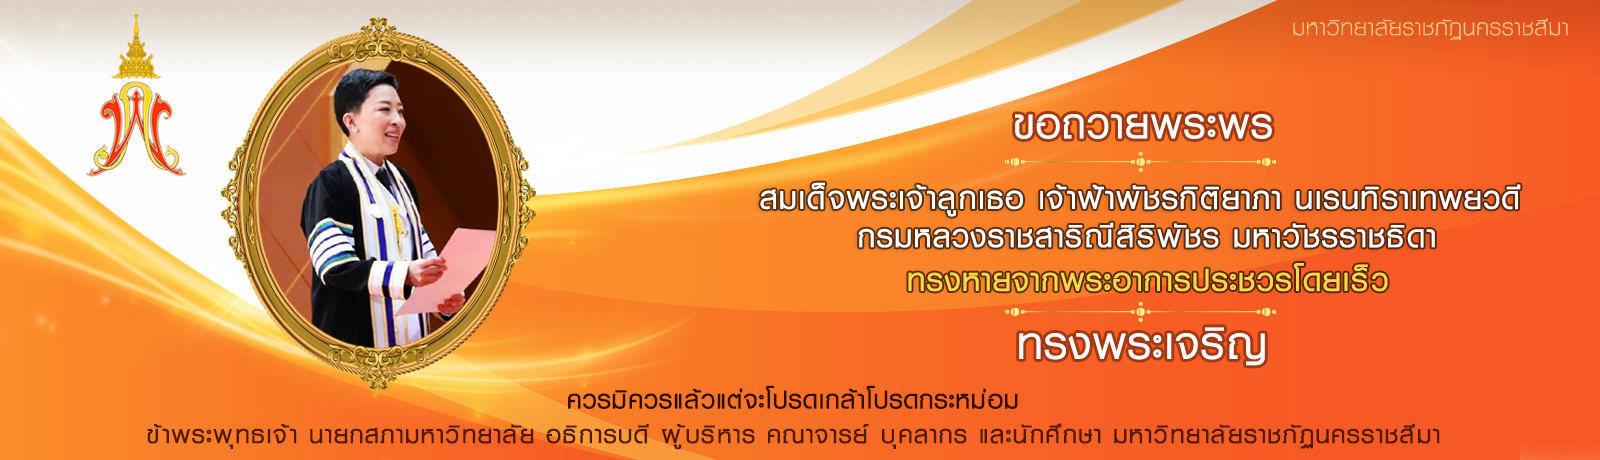 มหาวิทยาลัยราชภัฏนครราชสีมา
ขอถวายพระพร
สมเด็จพระเจ้าลูกเธอ เจ้าฟ้าพัชรกิติยาภา นเรนทิราเทพยวดี
กรมหลวงราชสาริณีสิริพัชร มหาวัชรราชธิดา
ทรงหายจากพระอาการประชวรโดยเร็ว
ทรงพระเจริญ
ควรมิควรแล้วแต่จะโปรดเกล้าโปรดกระหม่อม
ข้าพระพุทธเจ้า นายกสภามหาวิทยาลัย อธิการบดี ผู้บริหาร คณาจารย์ บุคลากร และนักศึกษา มหาวิทยาลัยราชภัฏนครราชสีมา